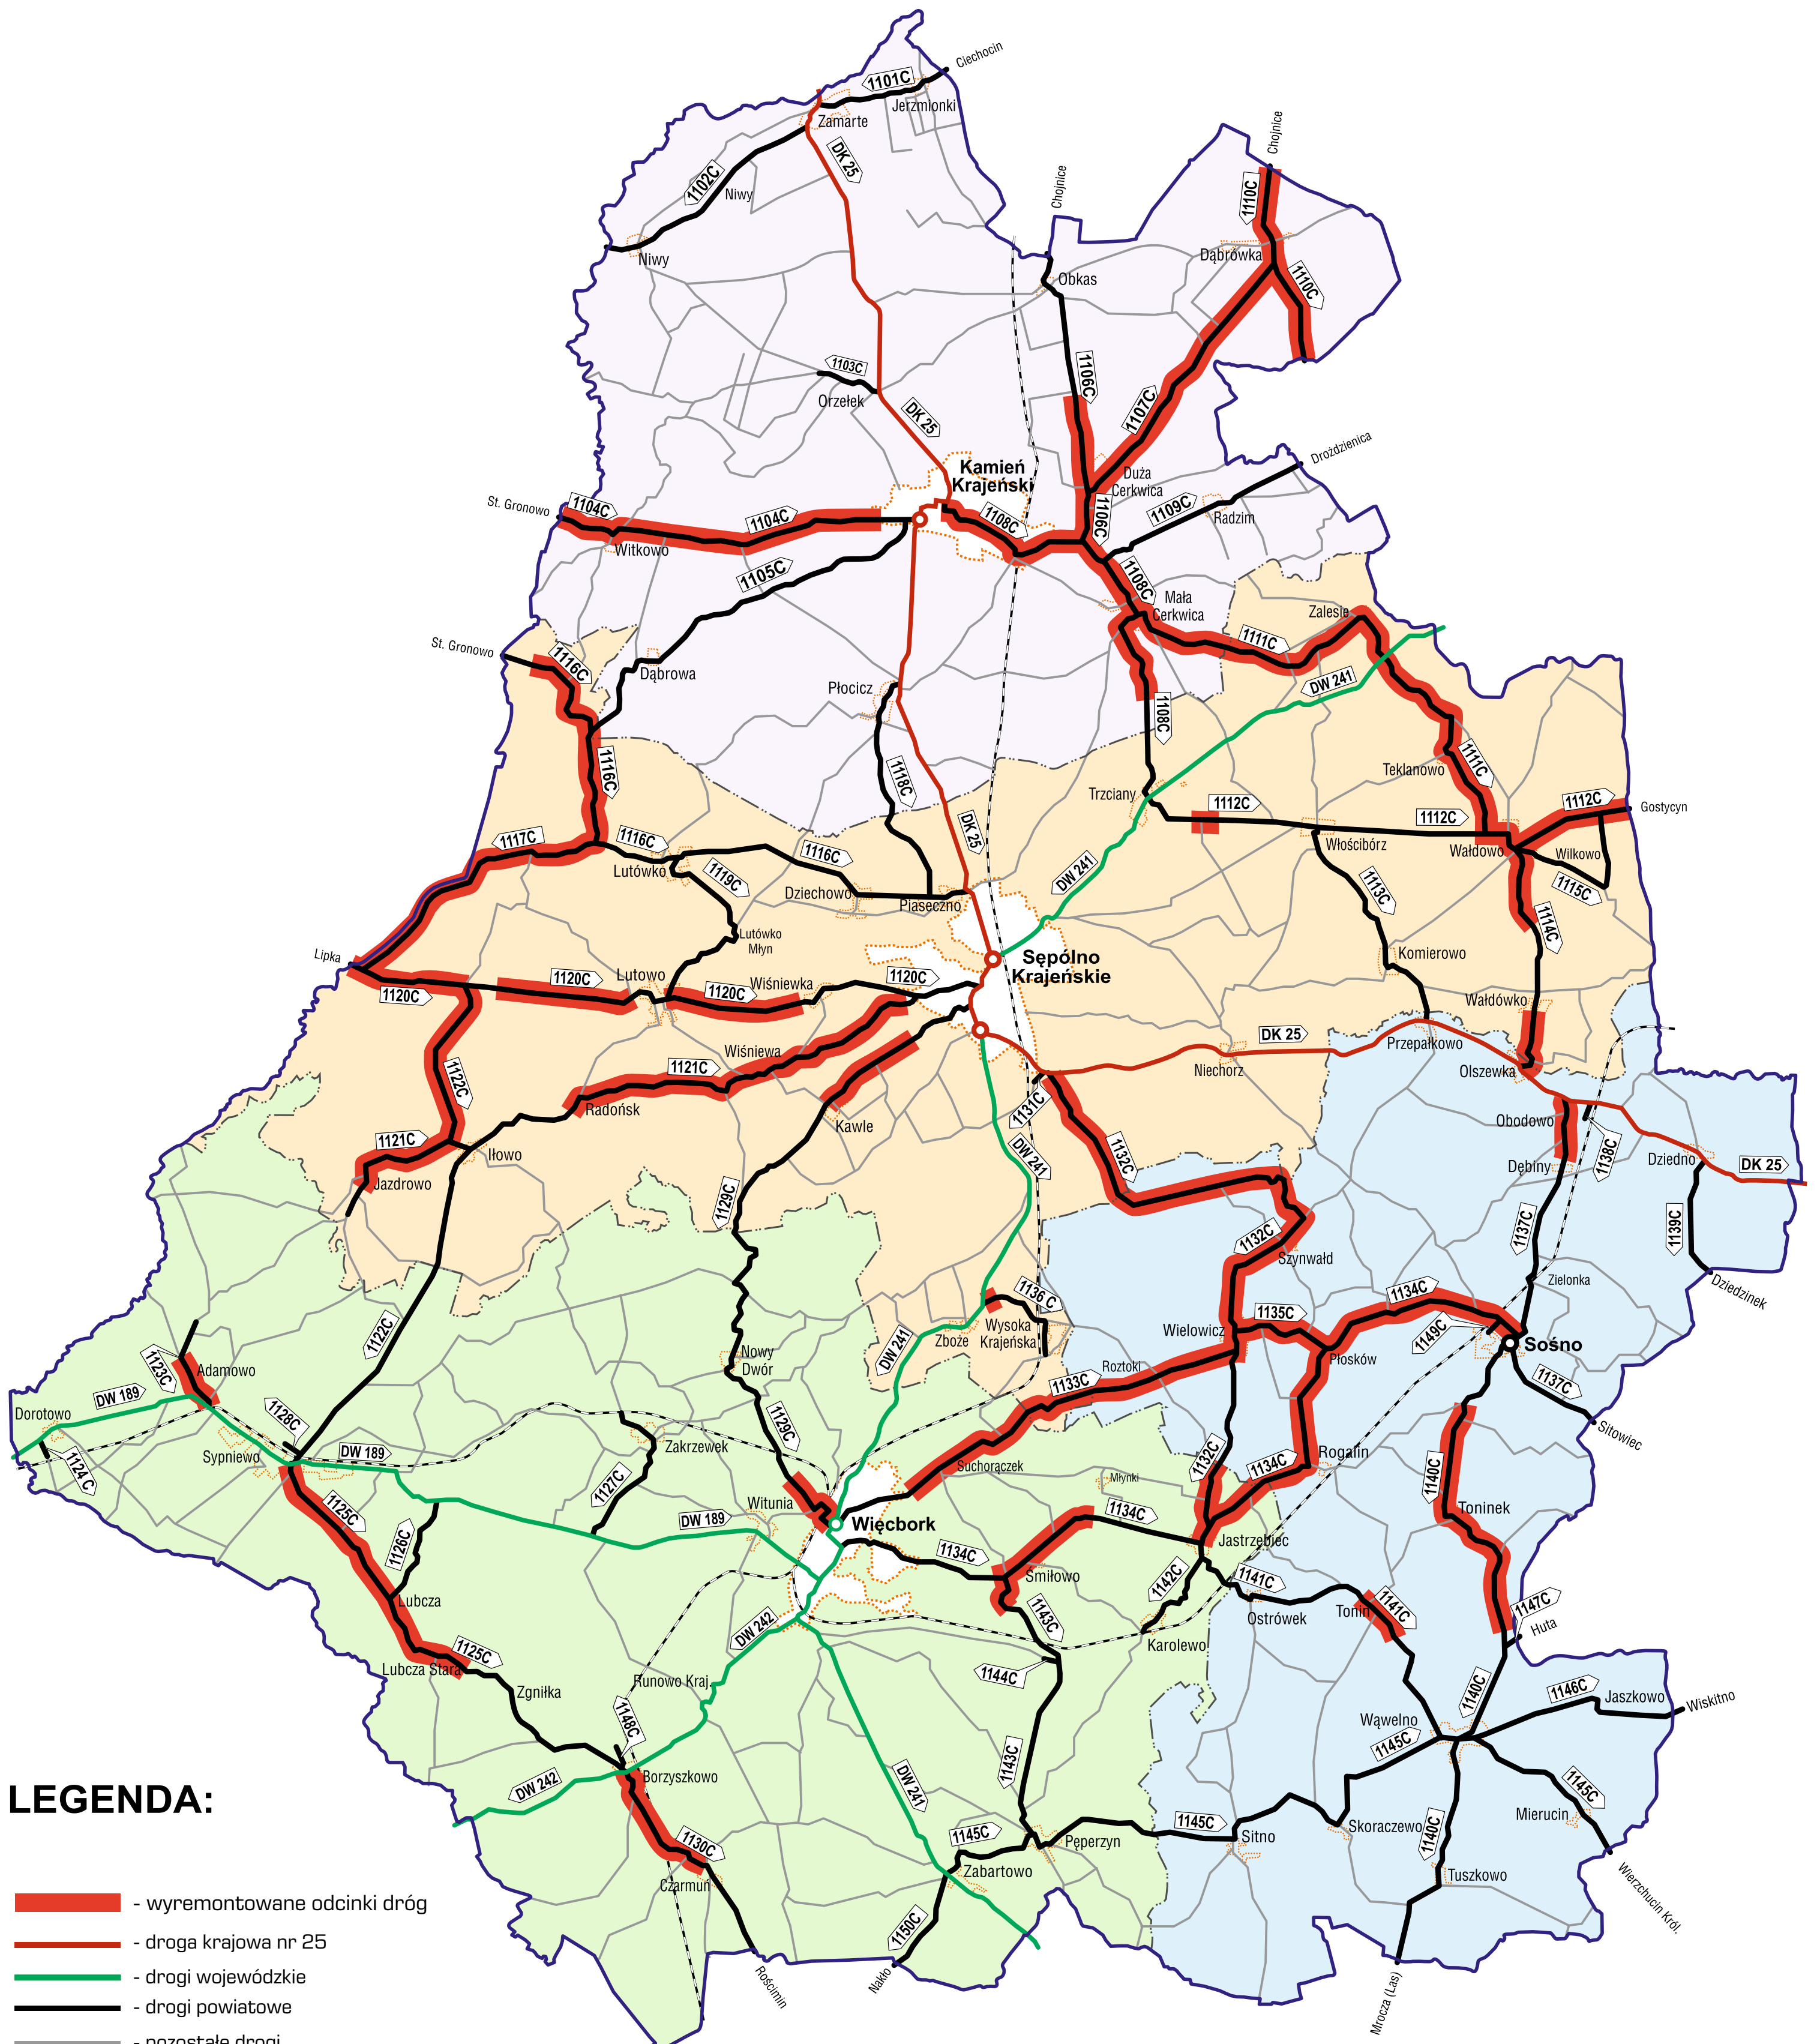 Ciechocin
1101C
Jerzmionki
Zamarte
DK 25
Chojnice
1102C
Niwy
Chojnice
1110C
Niwy
Dąbrówka
Obkas
1110C
1103C
1106C
Orzełek
DK 25
1107C
Drożdzienica
Kamień
Krajeński
Duża
Cerkwica
St. Gronowo
1104C
1104C
1108C
1106C
1109C
Radzim
Witkowo
1105C
1108C
Mała
Cerkwica
Zalesie
St. Gronowo
1116C
1111C
Dąbrowa
Płocicz
DW 241
1108C
1116C
1118C
Teklanowo
1111C
Trzciany
1112C
1112C
1112C
Gostycyn
DK 25
1117C
1116C
1116C
Włościbórz
Wałdowo
Wilkowo
Lutówko
1119C
Dziechowo
Piaseczno
DW 241
1113C
1115C
1114C
Lutówko
Młyn
Lipka
Komierowo
Sępólno
Krajeńskie
Lutowo
1120C
1120C
1120C
Wiśniewka
1120C
Wałdówko
DK 25
Przepałkowo
Wiśniewa
1121C
Niechorz
Olszewka
1122C
Radońsk
1131C
Kawle
Obodowo
1121C
Iłowo
DW 241
1132C
Dębiny
1138C
Dziedno
DK 25
Jazdrowo
1129C
1137C
1139C
1132C
Szynwałd
Zielonka
Dziedzinek
1136 C
1134C
Wysoka
Krajeńska
1135C
Wielowicz
1122C
Zboże
DW 241
1149C
Sośno
Nowy
Dwór
Płosków
Roztoki
1123C
Adamowo
1133C
1137C
DW 189
Dorotowo
1128C
1129C
Sitowiec
Sypniewo
DW 189
Zakrzewek
Rogalin
1124 C
Suchorączek
1132C
1134C
Młynki
1140C
1127C
1125C
Witunia
DW 189
Więcbork
1134C
Toninek
1126C
1134C
Jastrzębiec
Śmiłowo
1142C
1141C
Lubcza
1143C
Ostrówek
Tonin
1141C
1147C
Huta
DW 242
Karolewo
1125C
Lubcza Stara
1144C
Runowo Kraj.
Zgniłka
1140C
1146C
Jaszkowo
Wiskitno
1148C
Wąwelno
1145C
1143C
Borzyszkowo
DW 242
DW 241
1145C
LEGENDA:
Mierucin
1145C
1145C
Skoraczewo
1140C
1130C
Pęperzyn
Sitno
Zabartowo
Tuszkowo
Czarmuń
Wierzchucin Król.
- wyremontowane odcinki dróg
1150C
- droga krajowa nr 25
Nakło
Rościmin
- drogi wojewódzkie
Mrocza (Las)
- drogi powiatowe
- pozostałe drogi